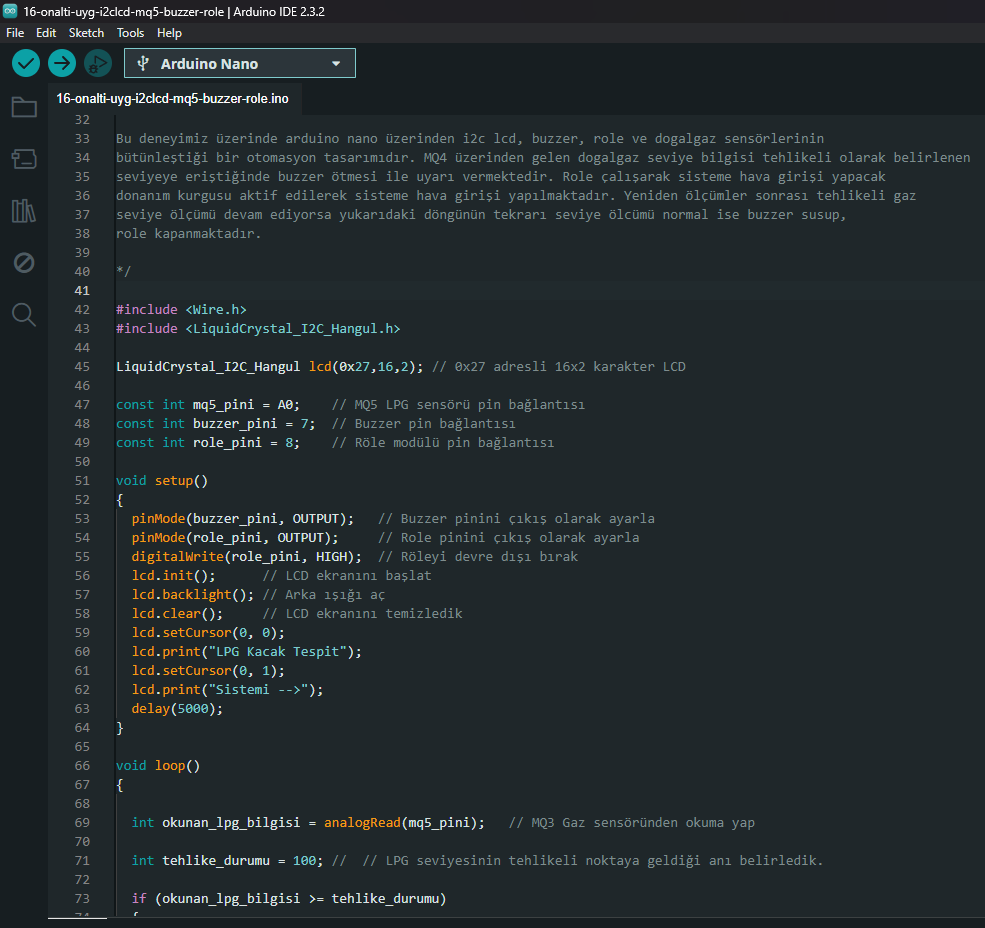 16-onalti-uyg-i2clcd-mq5-buzzer-role | Arduino IDE 2.3.2
File Edit Sketch Tools Help
Arduino Nano
16-onalti-uyg-i2clcd-mq5-buzzer-role.ino
32
33 Bu deneyimiz üzerinde arduino nano üzerinden i2c lcd, buzzer, role ve dogalgaz sensörlerinin
34 bütünleştiği bir otomasyon tasarımıdır. MQ4 üzerinden gelen dogalgaz seviye bilgisi tehlikeli olarak belirlenen
35 seviyeye eriştiğinde buzzer ötmesi ile uyarı vermektedir. Role çalışarak sisteme hava girişi yapacak
36 donanım kurgusu aktif edilerek sisteme hava girişi yapılmaktadır. Yeniden ölçümler sonrası tehlikeli gaz
37 seviye ölçümü devam ediyorsa yukarıdaki döngünün tekrarı seviye ölcümü normal ise buzzer susup,
38 role kapanmaktadır.
39
40 */
41
42 #include <Wire.h>
43 #include <LiquidCrystal_I2C_Hangul.h>
44
45 LiquidCrystal_I2C_Hangul lcd(0x27,16,2); // 0x27 adresli 16x2 karakter LCD
46
47 const int mq5_pini = A0;    // MQ5 LPG sensörü pin bağlantısı
48 const int buzzer_pini = 7;  // Buzzer pin bağlantısı
49 const int role_pini = 8;    // Röle modülü pin bağlantısı
50
51 void setup()
52 {
53   pinMode(buzzer_pini, OUTPUT);   // Buzzer pinini çıkış olarak ayarla
54   pinMode(role_pini, OUTPUT);     // Role pinini çıkış olarak ayarla
55   digitalWrite(role_pini, HIGH);  // Röleyi devre dışı bırak
56   lcd.init();      // LCD ekranını başlat
57   lcd.backlight(); // Arka ışığı aç
58   lcd.clear();     // LCD ekranını temizledik
59   lcd.setCursor(0, 0);
60   lcd.print("LPG Kacak Tespit");
61   lcd.setCursor(0, 1);
62   lcd.print("Sistemi -->");
63   delay(5000);
64 }
65
66 void loop()
67 {
68
69   int okunan_lpg_bilgisi = analogRead(mq5_pini);   // MQ3 Gaz sensöründen okuma yap
70
71   int tehlike_durumu = 100; //  // LPG seviyesinin tehlikeli noktaya geldiği anı belirledik.
72
73   if (okunan_lpg_bilgisi >= tehlike_durumu)